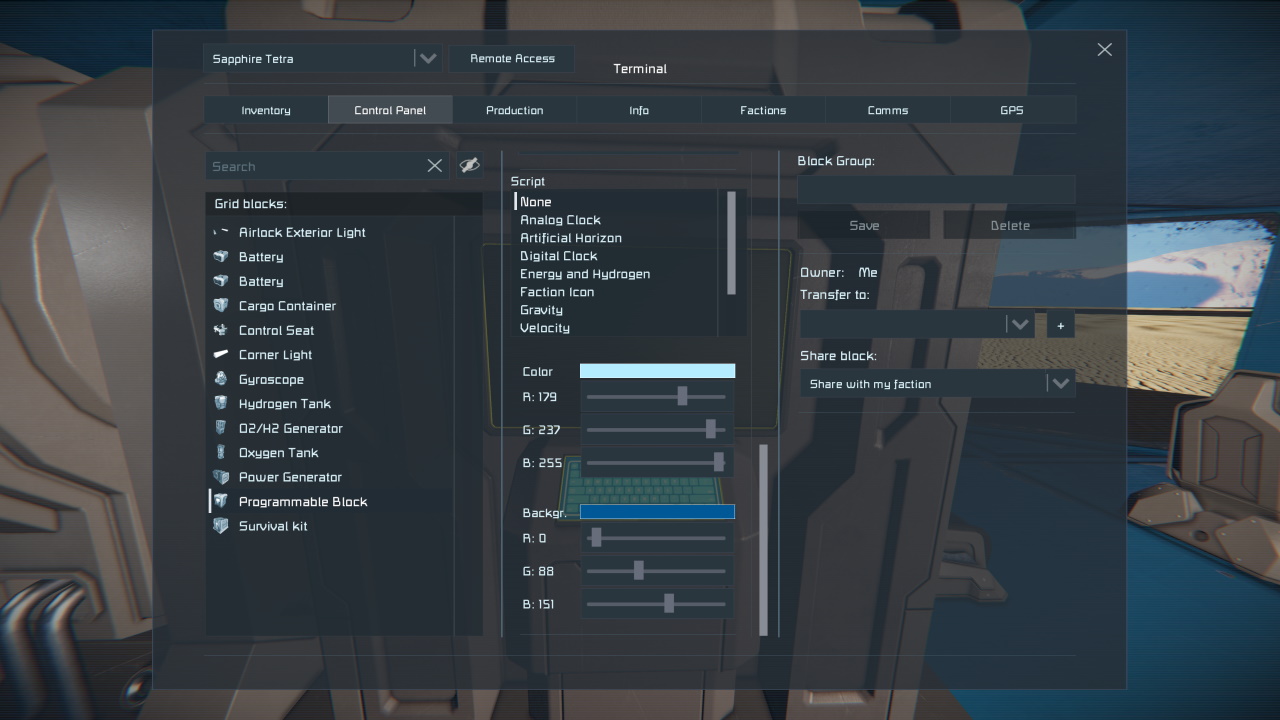 Sapphire Tetra
Remote Access
Terminal
Inventory
Control Panel
Production
Info
Factions
Comms
GPS
Search
Grid blocks:
Airlock Exterior Light
Battery
Battery
Cargo Container
Control Seat
Corner Light
Gyroscope
Hydrogen Tank
O2/H2 Generator
Oxygen Tank
Power Generator
Programmable Block
Survival kit
Script
None
Analog Clock
Artificial Horizon
Digital Clock
Energy and Hydrogen
Faction Icon
Gravity
Velocity
Color
R: 179
G: 237
B: 255
Backgr.
R: 0
G: 88
B: 151
Block Group:
Save
Delete
Owner: Me
Transfer to:
+
Share block:
Share with my faction